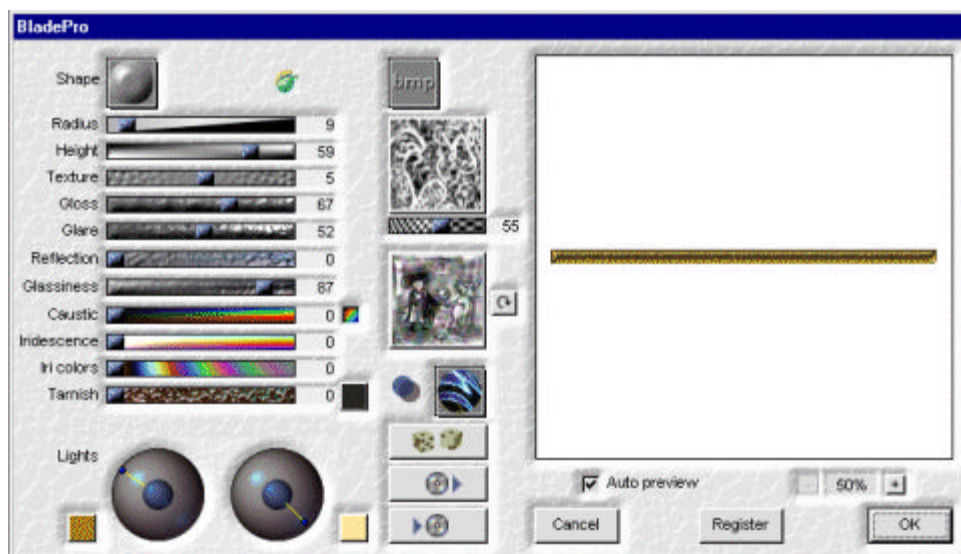 BladePro
Shape
bmp
Radius 9
Height 59
Texture 5
Gloss 67
Glare 52
Reflection 0
Glassiness 87
Caustic 0
Iridescence 0
Iri colors 0
Tarnish 0
55
Lights
Auto preview
50%
+
Cancel
Register
OK